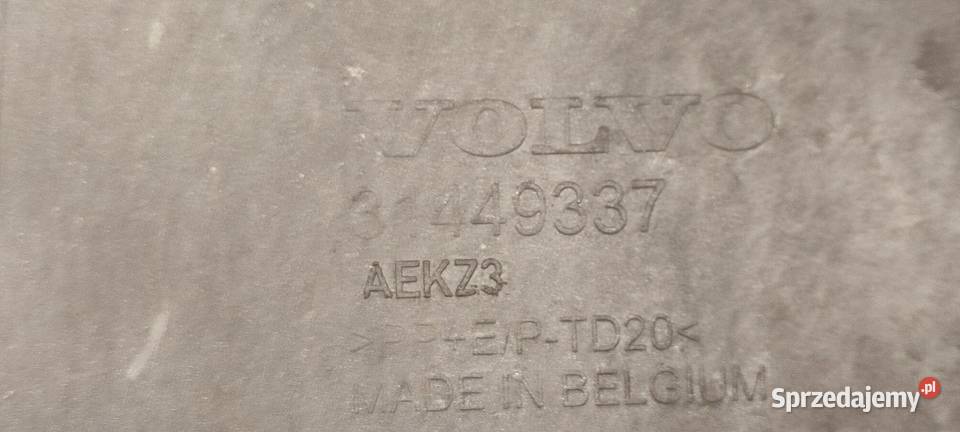 VOLVO
31449337
AEKZ3
>PP+E/P-TD20<
MADE IN BELGIUM
Sprzedajemy.pl